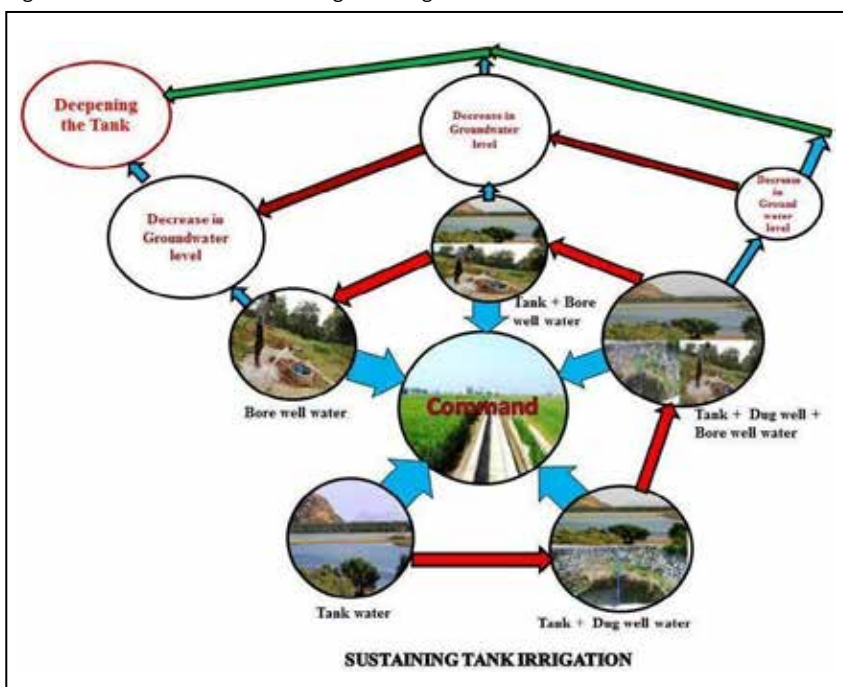 Deepening
the Tank
Decrease in
Groundwater
level
Decrease
in Ground
water
level
Decrease in
Groundwater
level
Tank + Bore
well water
Bore well water
Command
Tank + Dug well +
Bore well water
Tank water
Tank + Dug well water
SUSTAINING TANK IRRIGATION